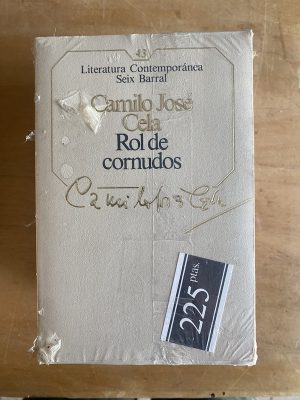 43
Literatura Contemporánea
Seix Barral
Camilo José
Cela
Rol de
cornudos
Camilo José Cela
225 ptas.